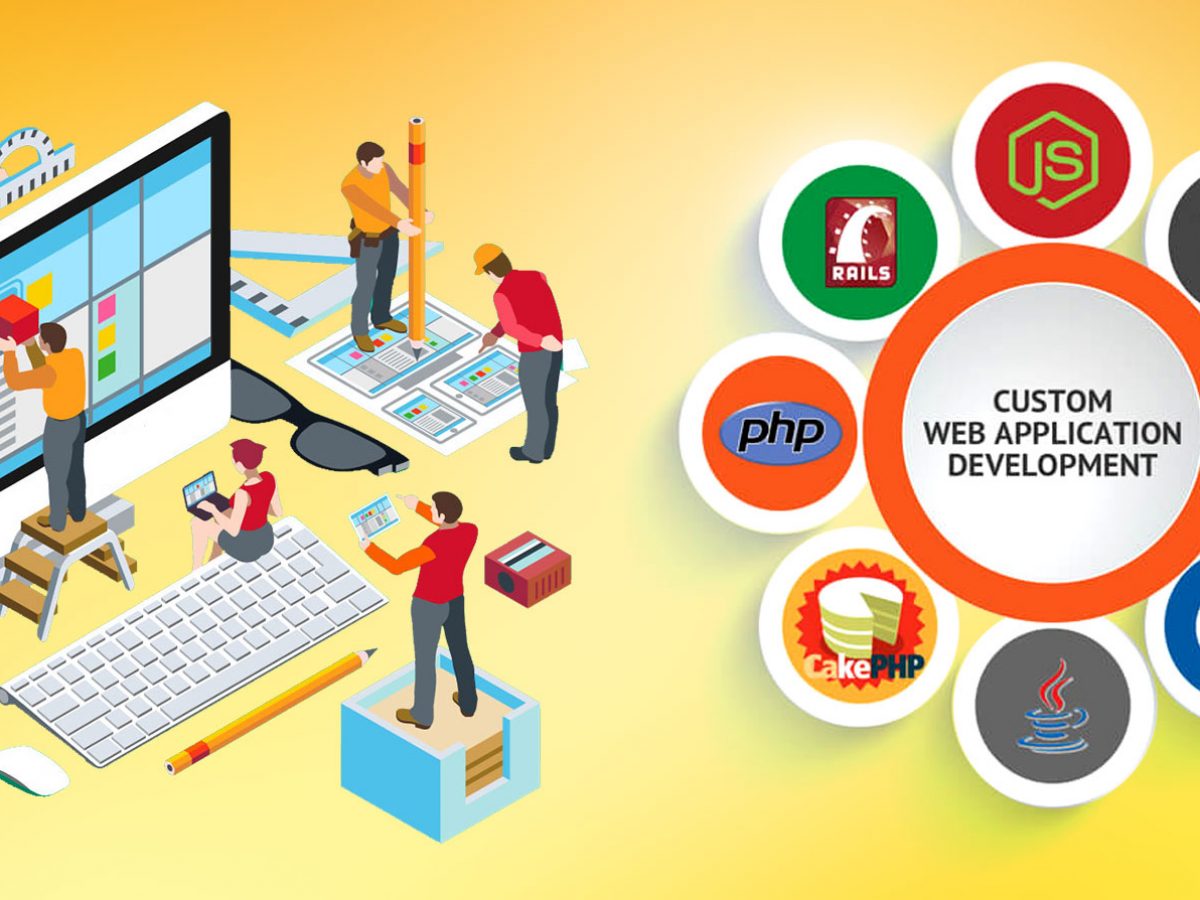 JS
RAILS
php
CUSTOM
WEB APPLICATION
DEVELOPMENT
CakePHP